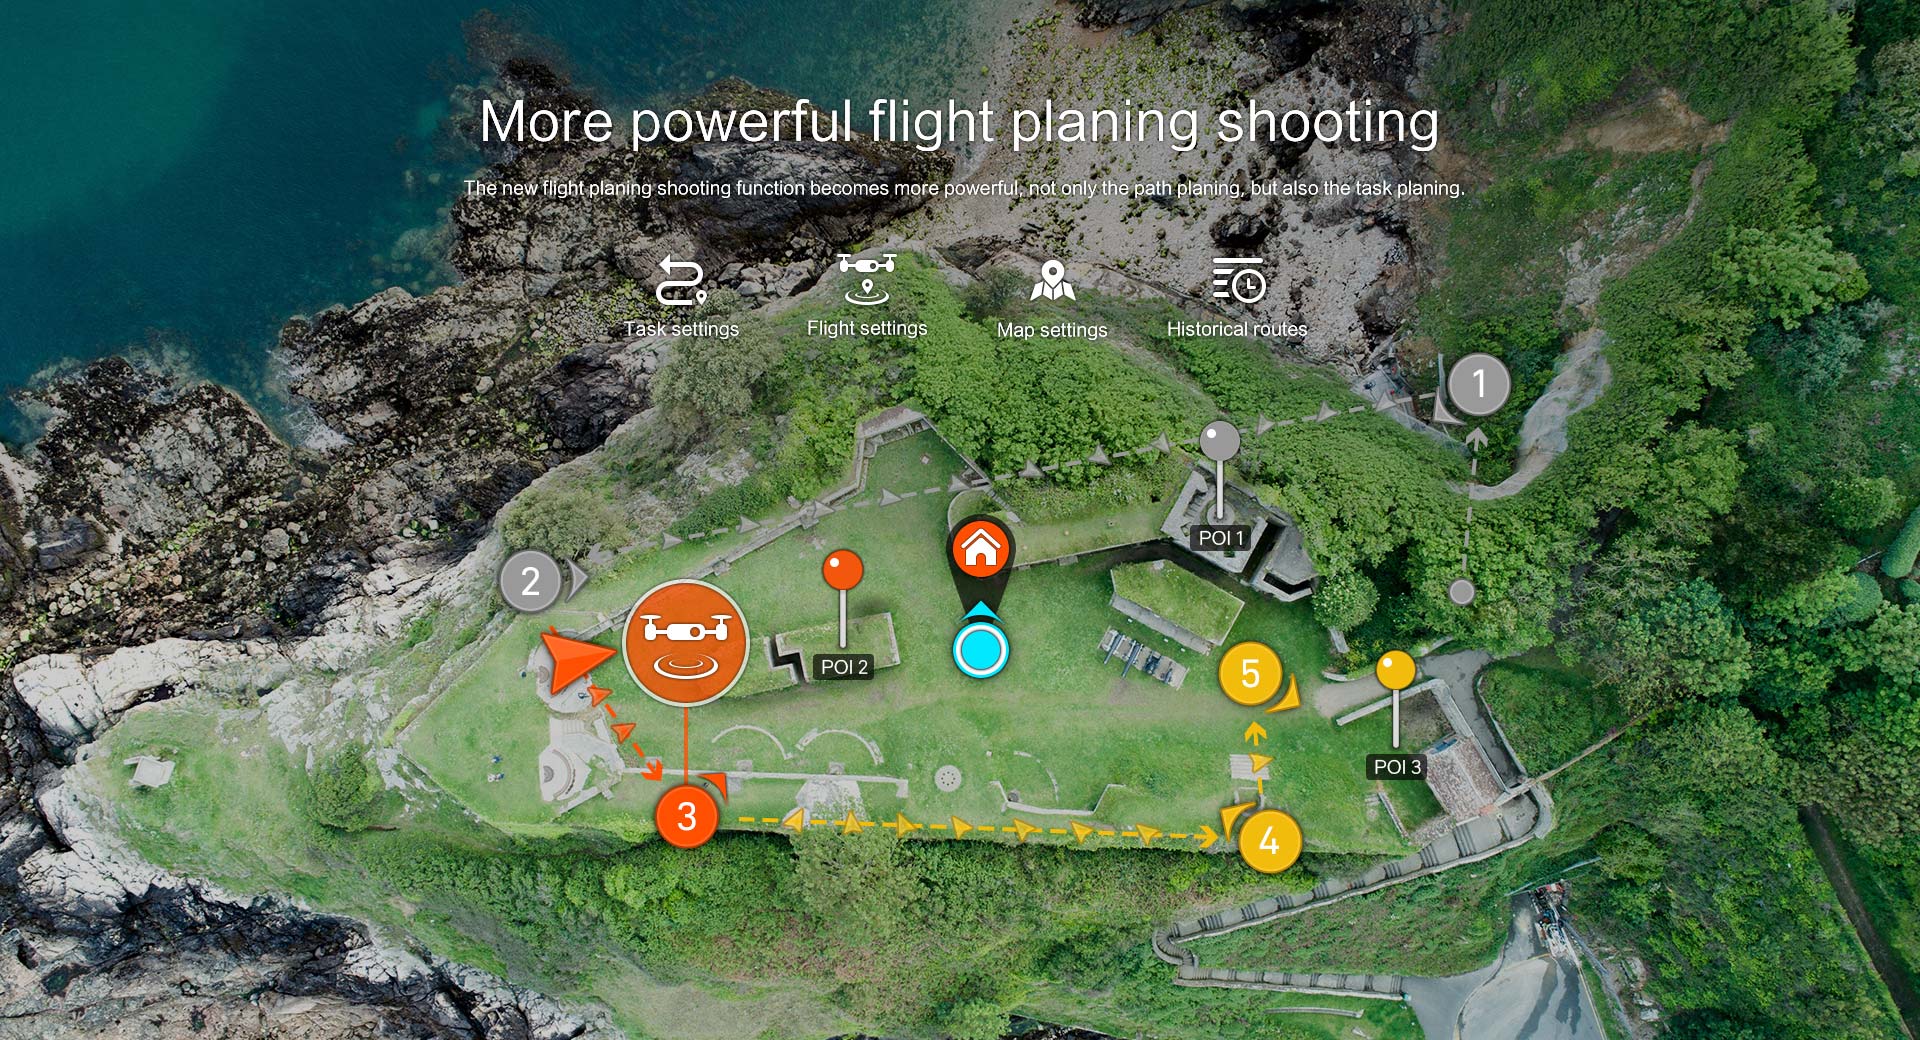 More powerful flight planing shooting
The new flight planing shooting function becomes more powerful, not only the path planing, but also the task planing.
Task settings
Flight settings
Map settings
Historical routes
1
POI 1
2
POI 2
5
POI 3
3
4